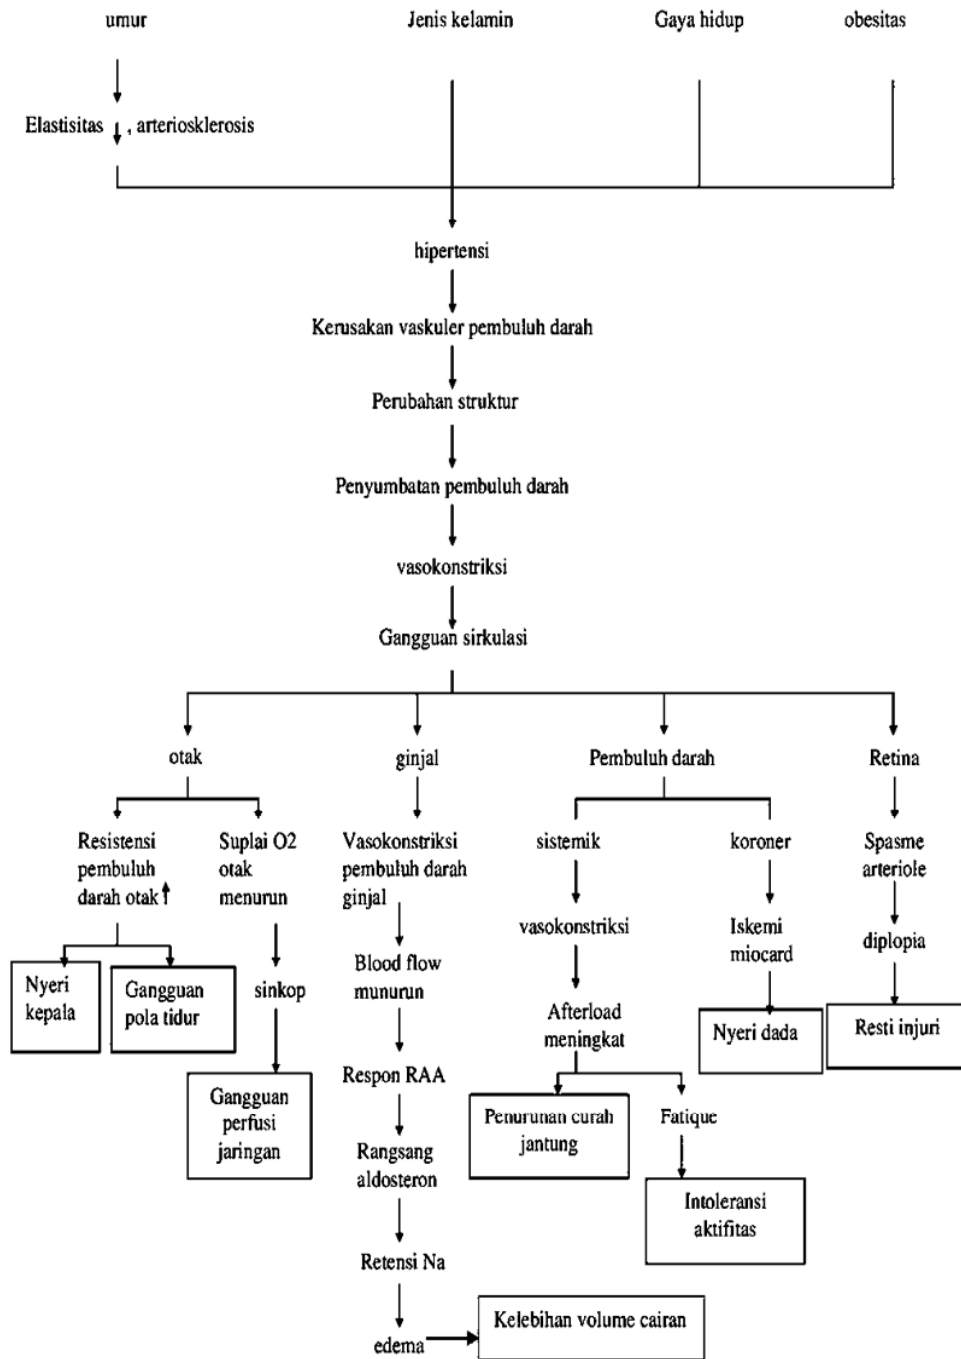 umur
Jenis kelamin
Gaya hidup
obesitas
Elastisitas , arteriosklerosis
hipertensi
Kerusakan vaskuler pembuluh darah
Perubahan struktur
Penyumbatan pembuluh darah
vasokonstriksi
Gangguan sirkulasi
otak
ginjal
Pembuluh darah
Retina
Resistensi
pembuluh
darah otak
Suplai O2
otak
menurun
Vasokonstriksi
pembuluh darah
ginjal
sistemik
koroner
Spasme
arteriole
vasokonstriksi
Iskemi
miocard
diplopia
Nyeri
kepala
Gangguan
pola tidur
sinkop
Blood flow
munurun
Afterload
meningkat
Nyeri dada
Resti injuri
Gangguan
perfusi
jaringan
Respon RAA
Penurunan curah
jantung
Fatique
Rangsang
aldosteron
Intoleransi
aktifitas
Retensi Na
edema
Kelebihan volume cairan